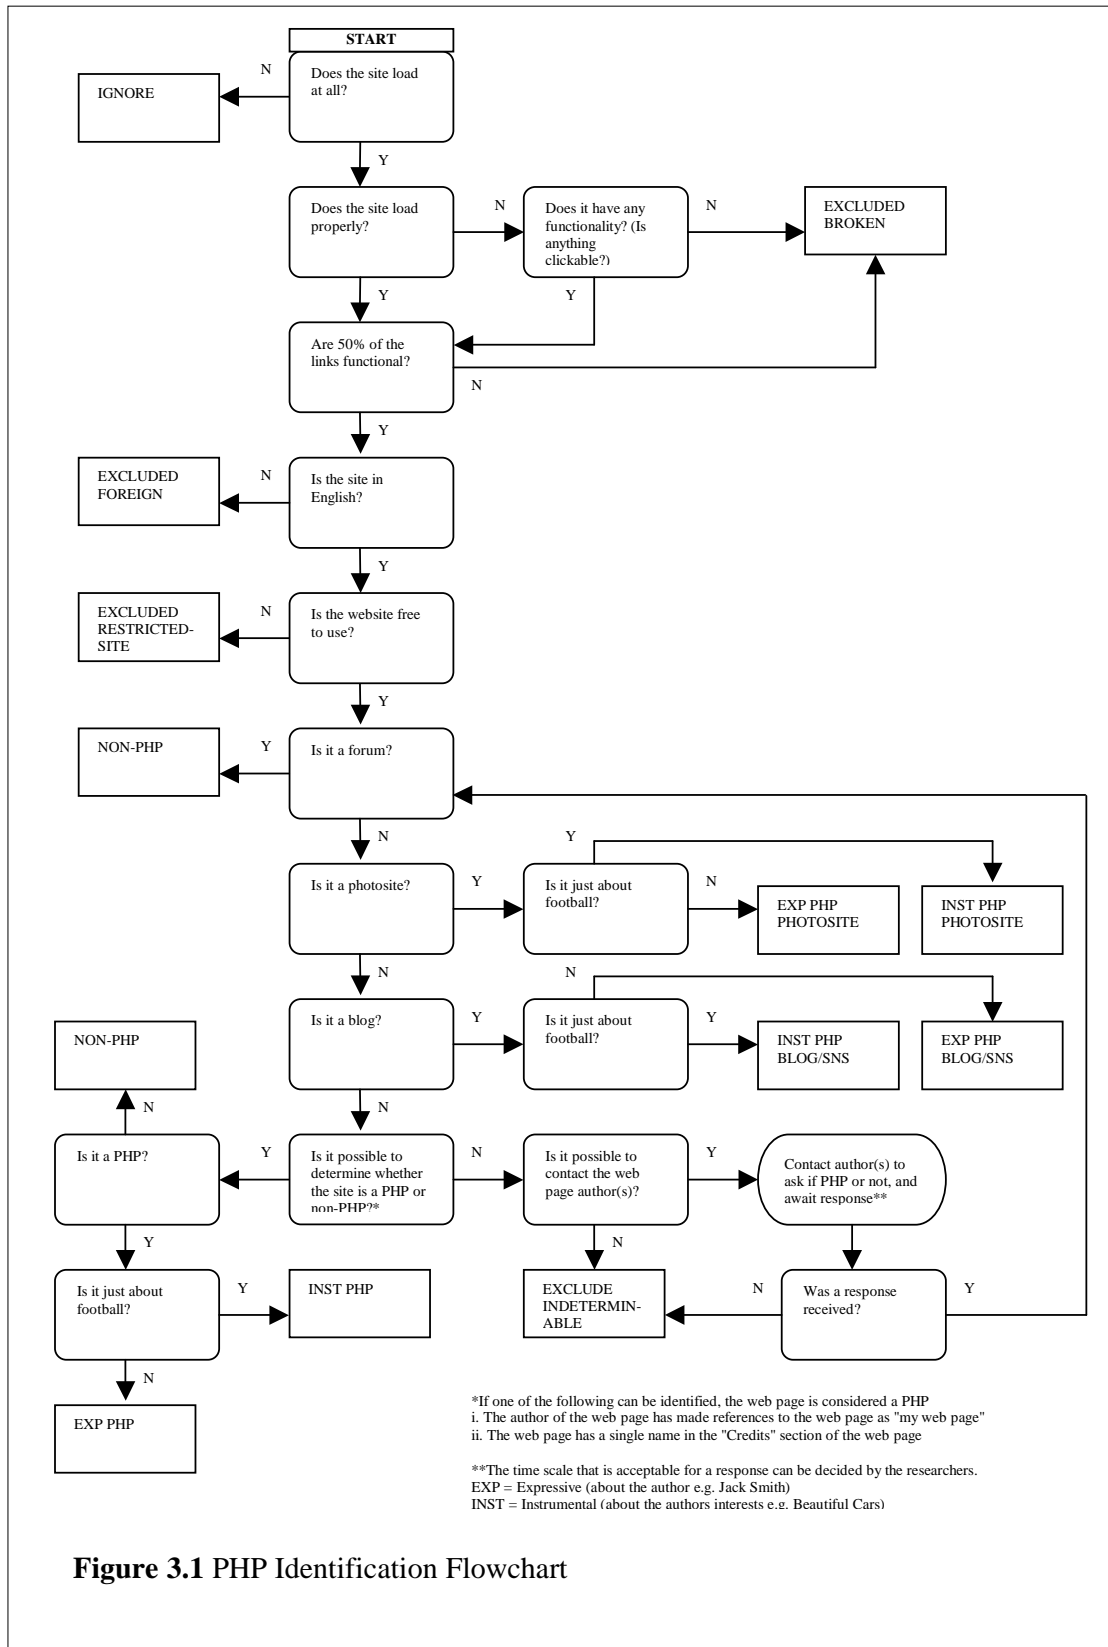 START
Does the site load
at all?
N
IGNORE
Y
Does the site load
properly?
N
Does it have any
functionality? (Is
anything
clickable?)
N
EXCLUDED
BROKEN
Y
Y
Are 50% of the
links functional?
N
Y
EXCLUDED
FOREIGN
N
Is the site in
English?
Y
EXCLUDED
RESTRICTED-
SITE
N
Is the website free
to use?
Y
NON-PHP
Y
Is it a forum?
N
Is it a photosite?
Y
Is it just about
football?
Y
N
EXP PHP
PHOTOSITE
INST PHP
PHOTOSITE
N
Is it a blog?
Y
Is it just about
football?
N
Y
INST PHP
BLOG/SNS
EXP PHP
BLOG/SNS
NON-PHP
N
N
Is it a PHP?
Y
Is it possible to
determine whether
the site is a PHP or
non-PHP?*
N
Is it possible to
contact the web
page author(s)?
Y
Contact author(s) to
ask if PHP or not, and
await response**
Y
N
Is it just about
football?
Y
INST PHP
EXCLUDE
INDETERMIN-
ABLE
N
Was a response
received?
Y
N
EXP PHP
*If one of the following can be identified, the web page is considered a PHP
i. The author of the web page has made references to the web page as "my web page"
ii. The web page has a single name in the "Credits" section of the web page
**The time scale that is acceptable for a response can be decided by the researchers.
EXP = Expressive (about the author e.g. Jack Smith)
INST = Instrumental (about the authors interests e.g. Beautiful Cars)
Figure 3.1 PHP Identification Flowchart